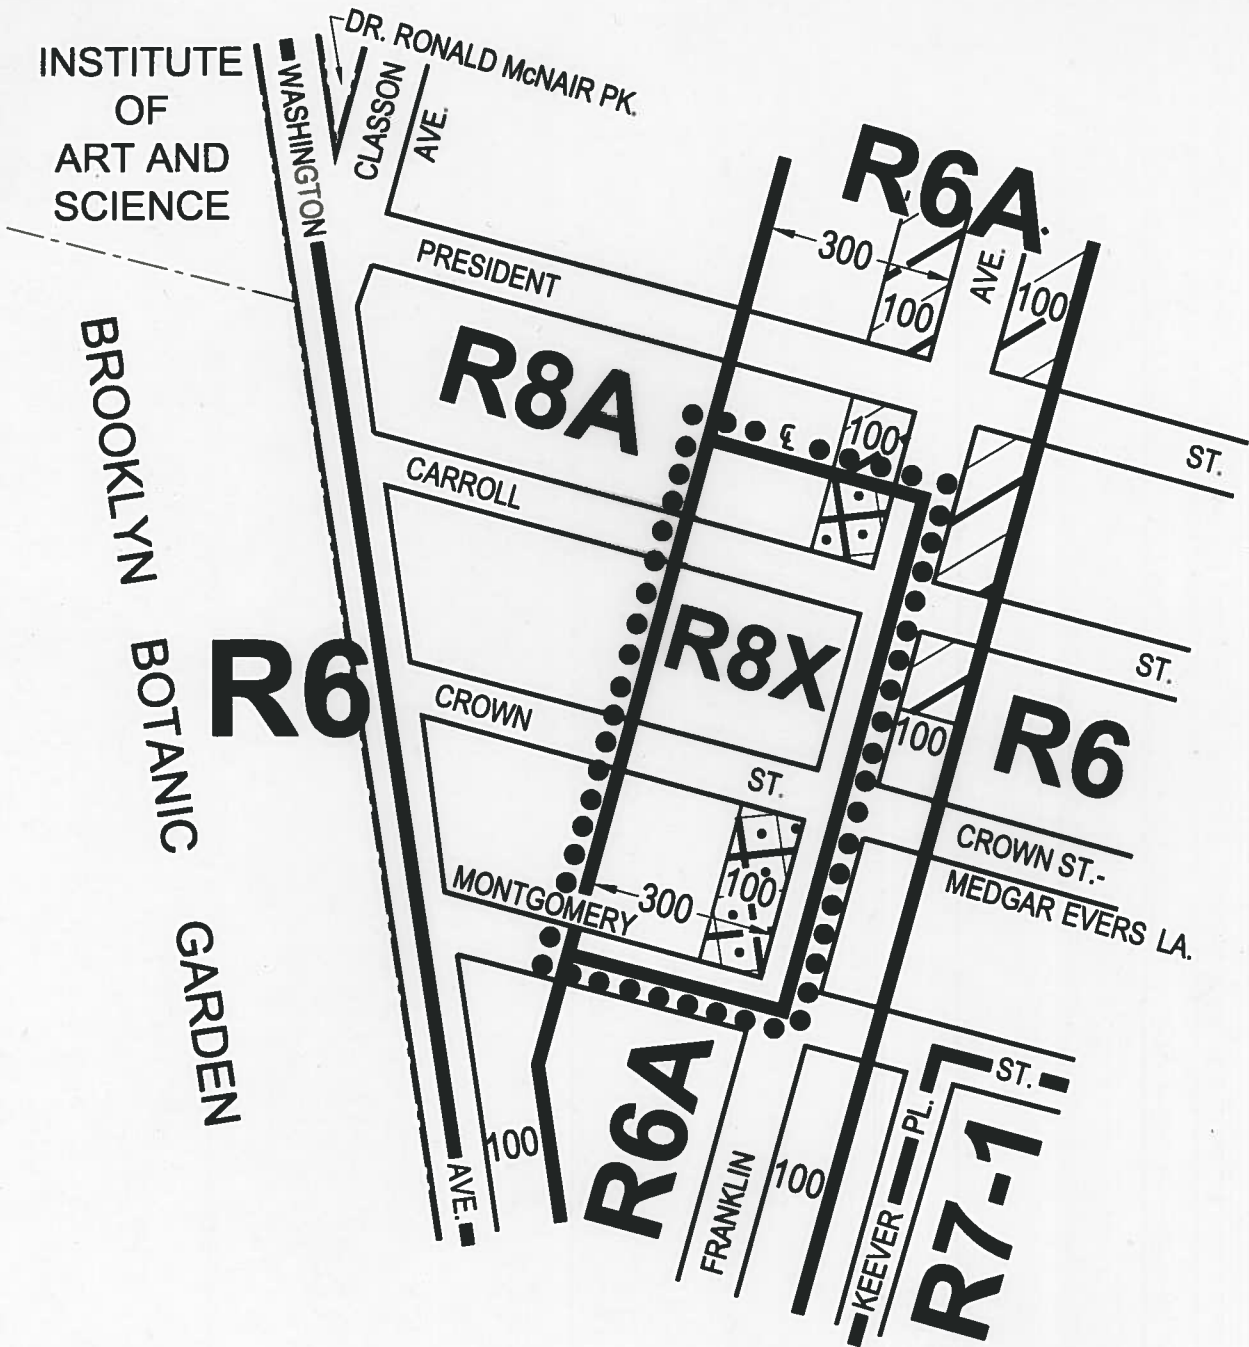 INSTITUTE
OF
ART AND
SCIENCE
WASHINGTON
DR. RONALD McNAIR PK.
CLASSON
AVE.
R6A
300
100
AVE.
100
PRESIDENT
R8A
℄
100
ST.
BROOKLYN BOTANIC GARDEN
CARROLL
R6
R8X
ST.
100
R6
CROWN
ST.
CROWN ST.-
MEDGAR EVERS LA.
MONTGOMERY
300
100
ST.
R6A
100
AVE.
FRANKLIN
100
KEEVER PL.
R7-1